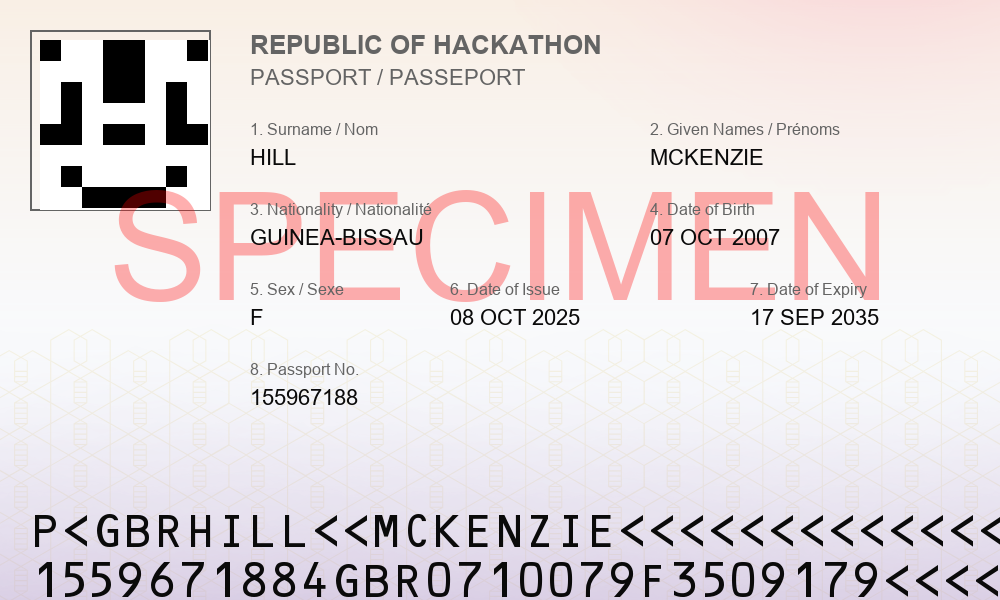 REPUBLIC OF HACKATHON
PASSPORT / PASSEPORT
1. Surname / Nom
2. Given Names / Prénoms
HILL
MCKENZIE
SPECIMEN
3. Nationality / Nationalité
4. Date of Birth
GUINEA-BISSAU
07 OCT 2007
5. Sex / Sexe
6. Date of Issue
7. Date of Expiry
F
08 OCT 2025
17 SEP 2035
8. Passport No.
155967188
P<GBRHILL<<MCKENZIE<<<<<<<<<<<<<
1559671884GBR0710079F3509179<<<<